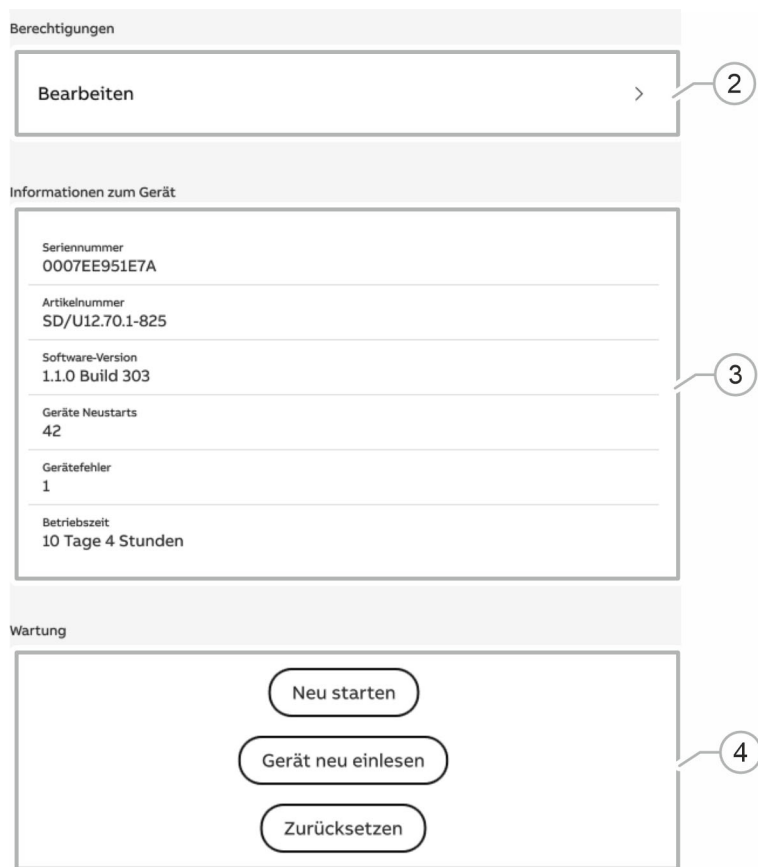 Berechtigungen
Bearbeiten >
2
Informationen zum Gerät
Seriennummer
0007EE951E7A
Artikelnummer
SD/U12.70.1-825
Software-Version
1.1.0 Build 303
Geräte Neustarts
42
Gerätefehler
1
Betriebszeit
10 Tage 4 Stunden
3
Wartung
Neu starten
Gerät neu einlesen
Zurücksetzen
4